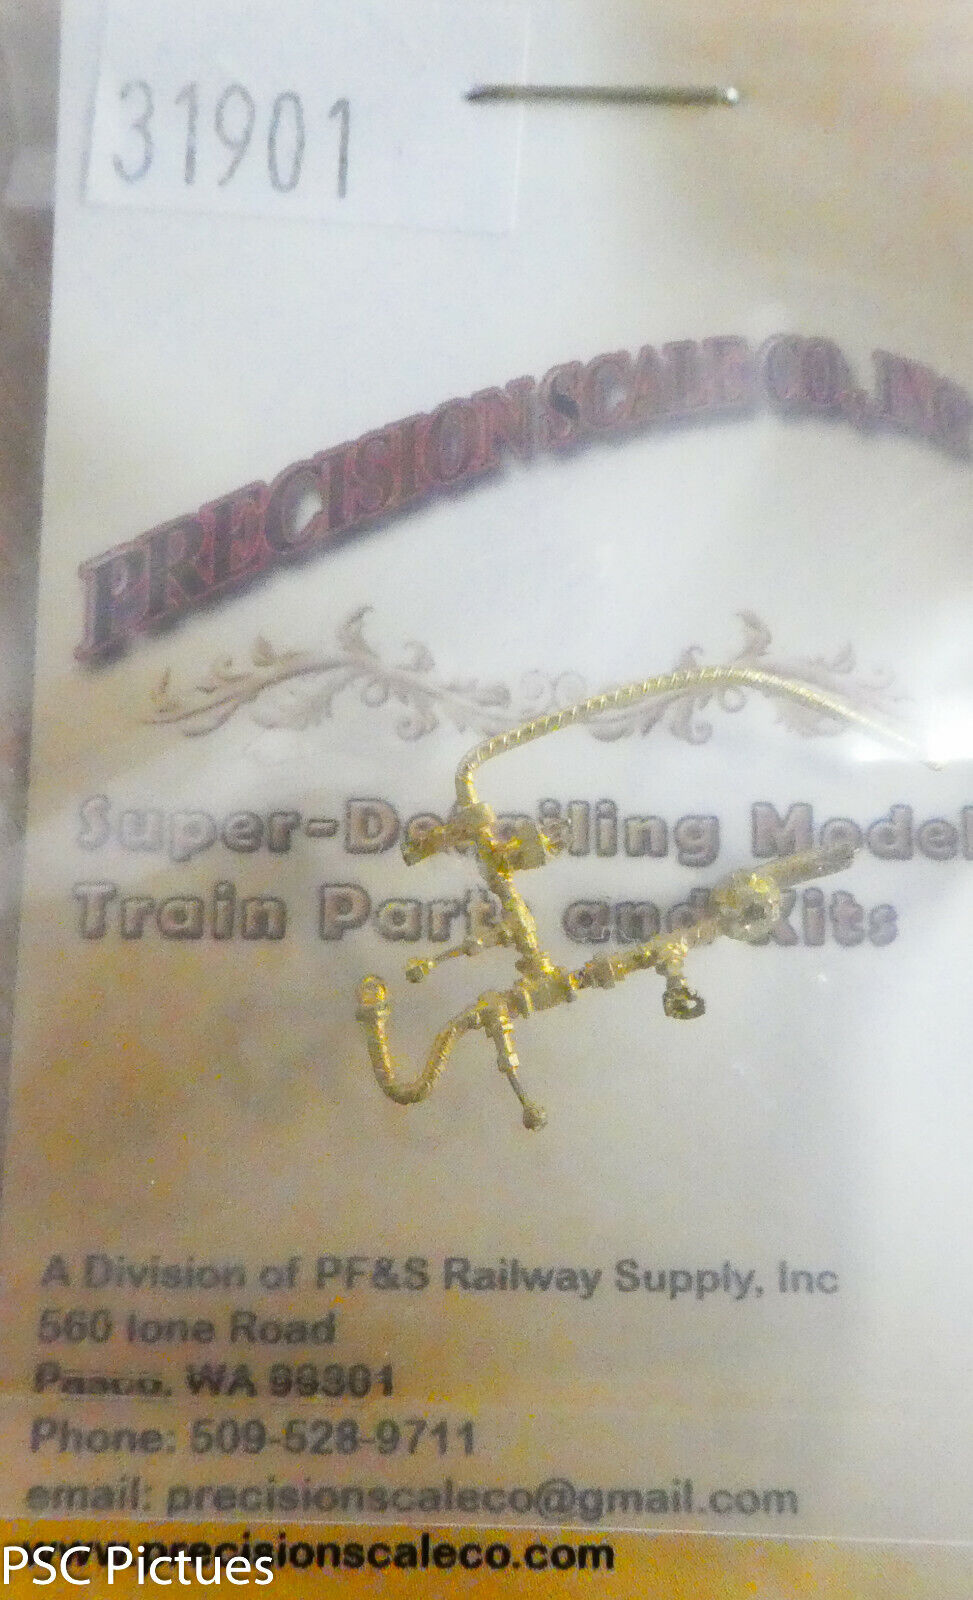 31901
PRECISION SCALE CO., INC.
Super-Detailing Model
Train Parts and Kits
A Division of PF&S Railway Supply, Inc
560 Ione Road
Pasco, WA 99301
Phone: 509-528-9711
email: precisionscaleco@gmail.com
www.precisionscaleco.com
PSC Pictues